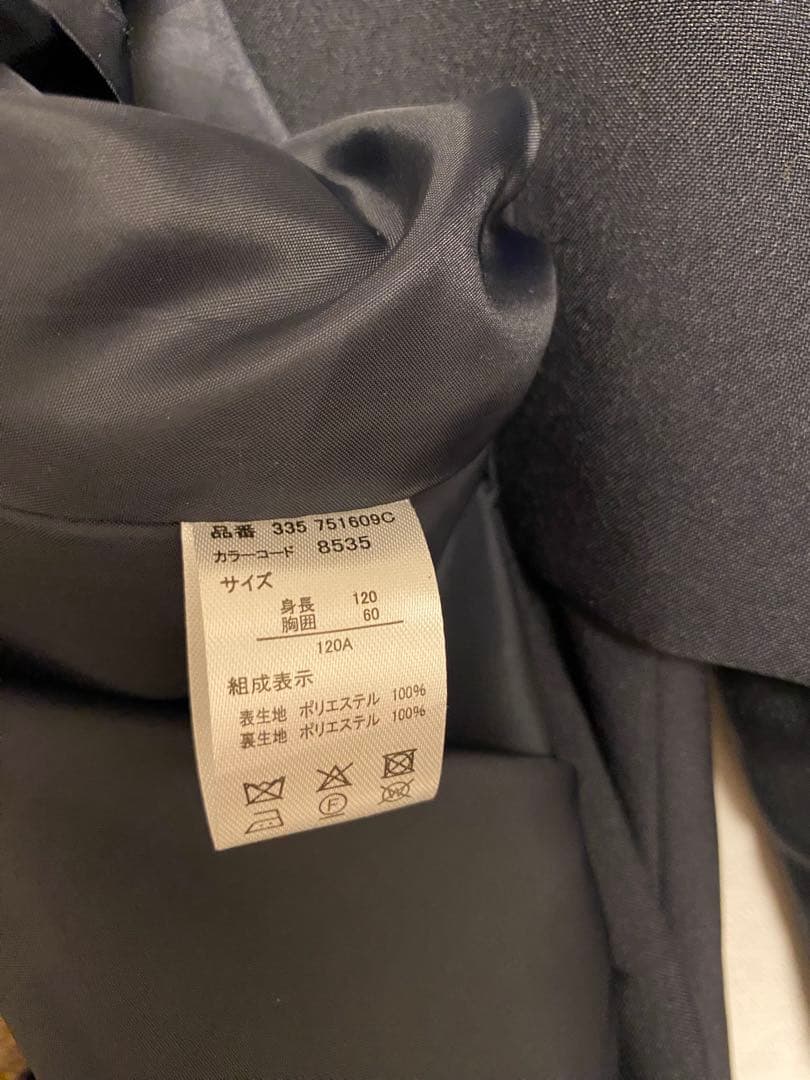 品番 335 751609C
カラーコード 8535
サイズ
身長 120
胸囲 60
120A
組成表示
表生地 ポリエステル 100%
裏生地 ポリエステル 100%
F W